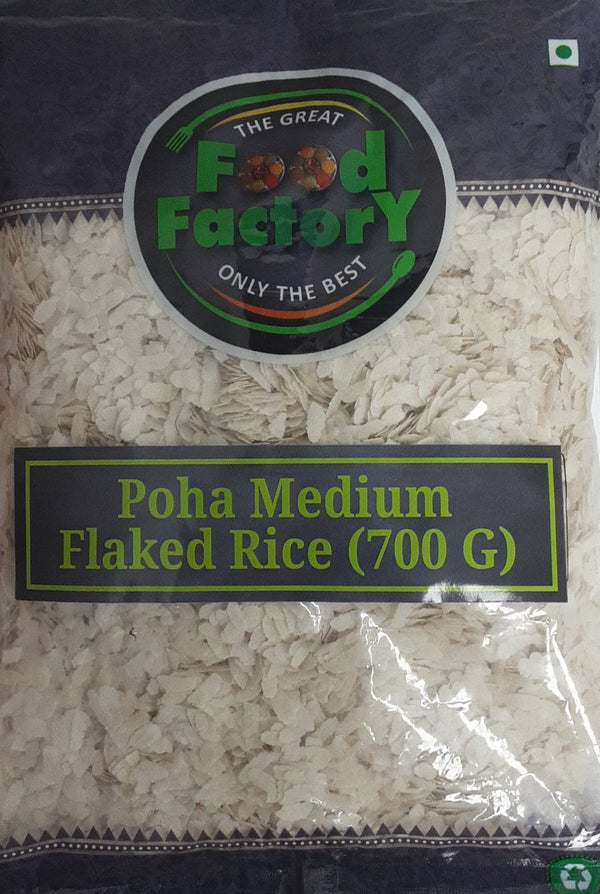 THE GREAT
Food
FactorY
ONLY THE BEST
Poha Medium
Flaked Rice (700 G)